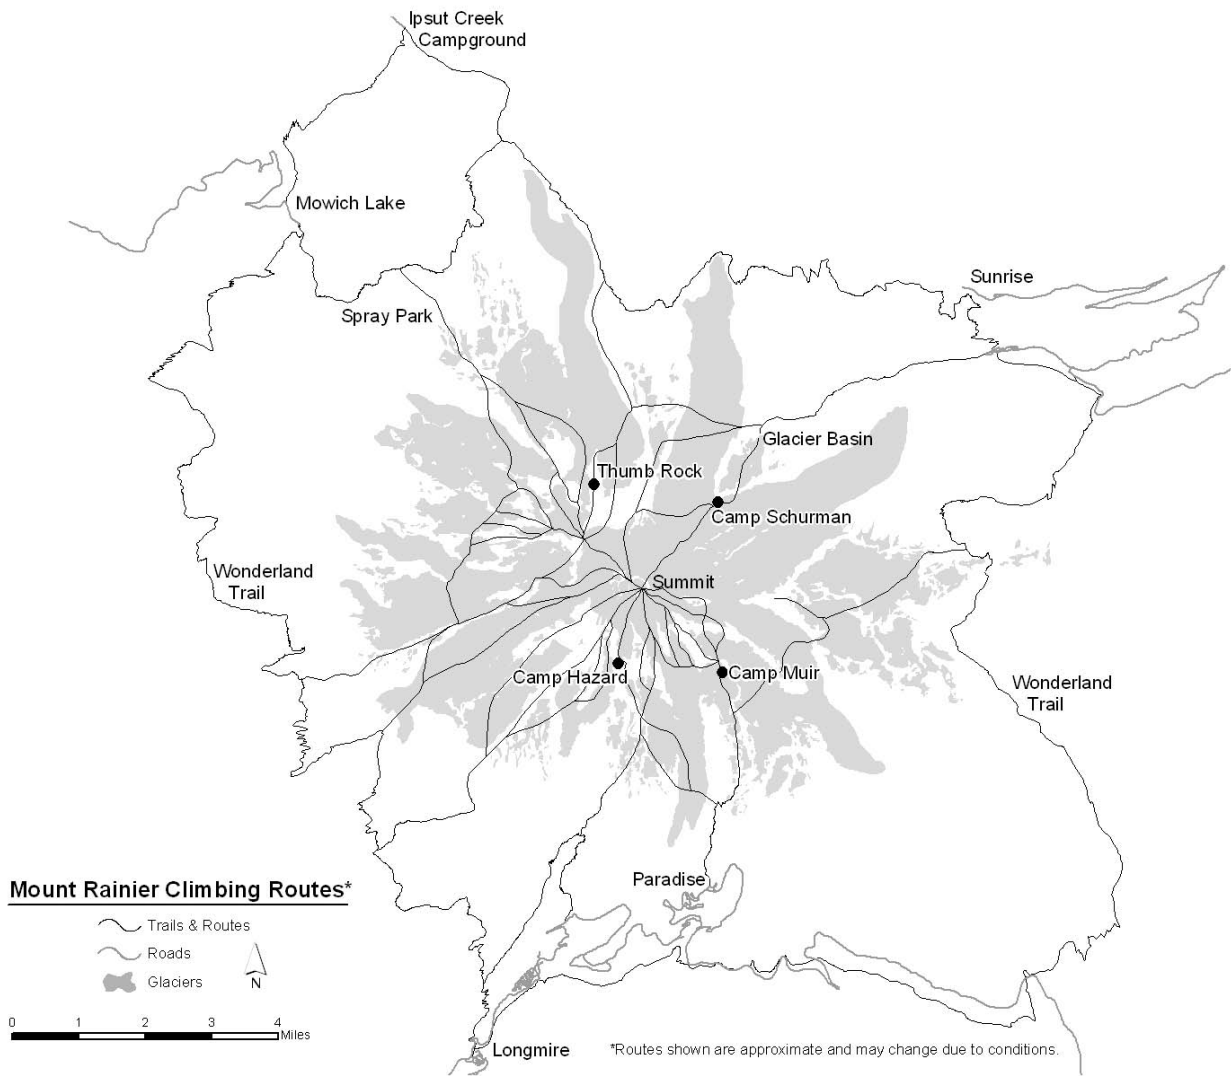 Ipsut Creek
Campground
Mowich Lake
Sunrise
Spray Park
Glacier Basin
Thumb Rock
Camp Schurman
Wonderland
Trail
Summit
Camp Hazard
Camp Muir
Wonderland
Trail
Paradise
Mount Rainier Climbing Routes*
Trails & Routes
Roads
Glaciers
N
0 1 2 3 4
Miles
Longmire
*Routes shown are approximate and may change due to conditions.